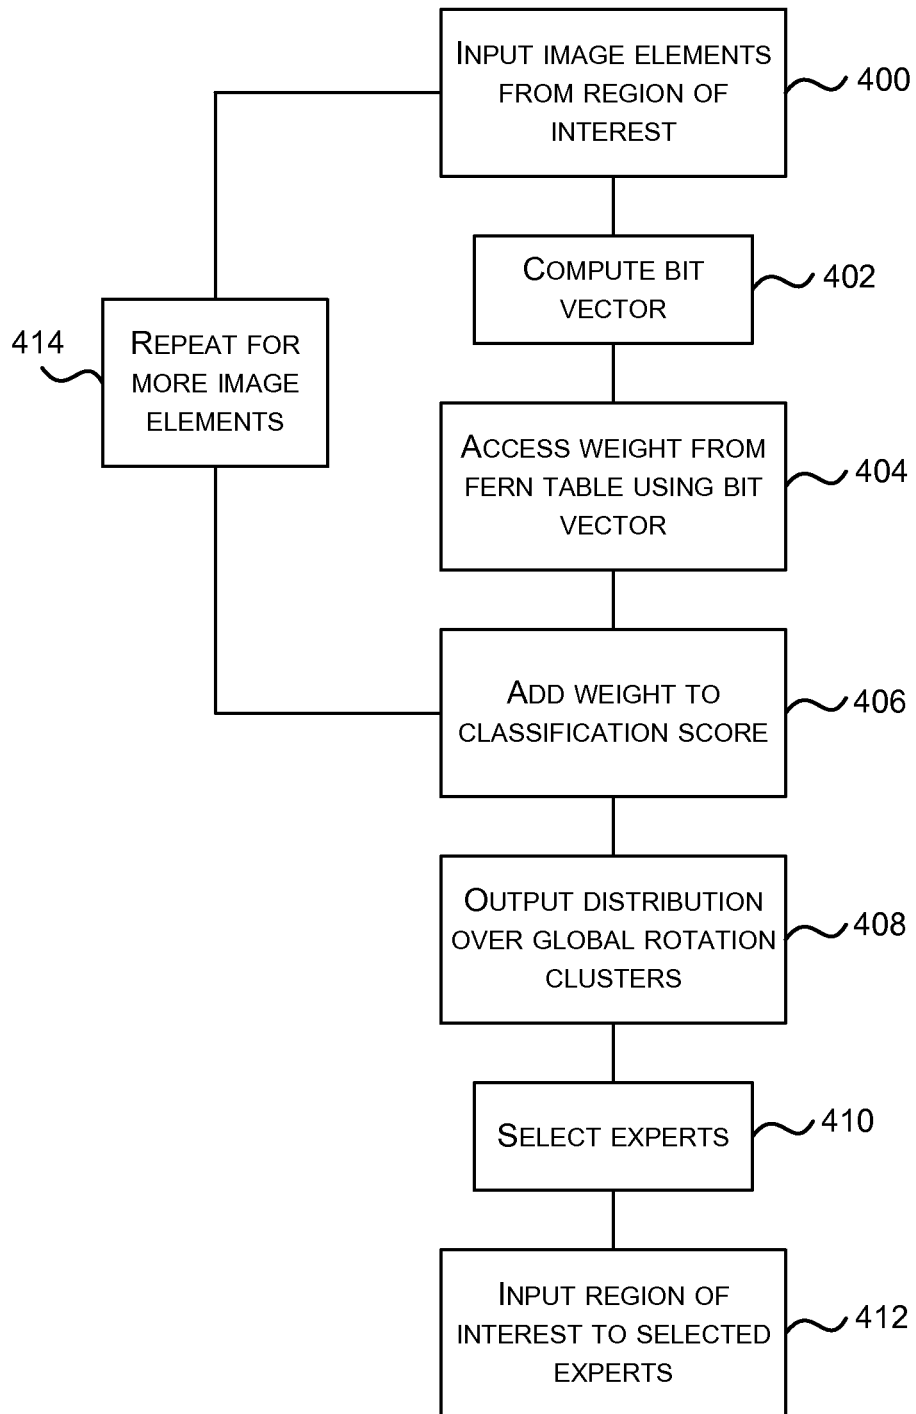 INPUT IMAGE ELEMENTS
FROM REGION OF
INTEREST
400
COMPUTE BIT
VECTOR
402
414
REPEAT FOR
MORE IMAGE
ELEMENTS
ACCESS WEIGHT FROM
FERN TABLE USING BIT
VECTOR
404
ADD WEIGHT TO
CLASSIFICATION SCORE
406
OUTPUT DISTRIBUTION
OVER GLOBAL ROTATION
CLUSTERS
408
SELECT EXPERTS
410
INPUT REGION OF
INTEREST TO SELECTED
EXPERTS
412